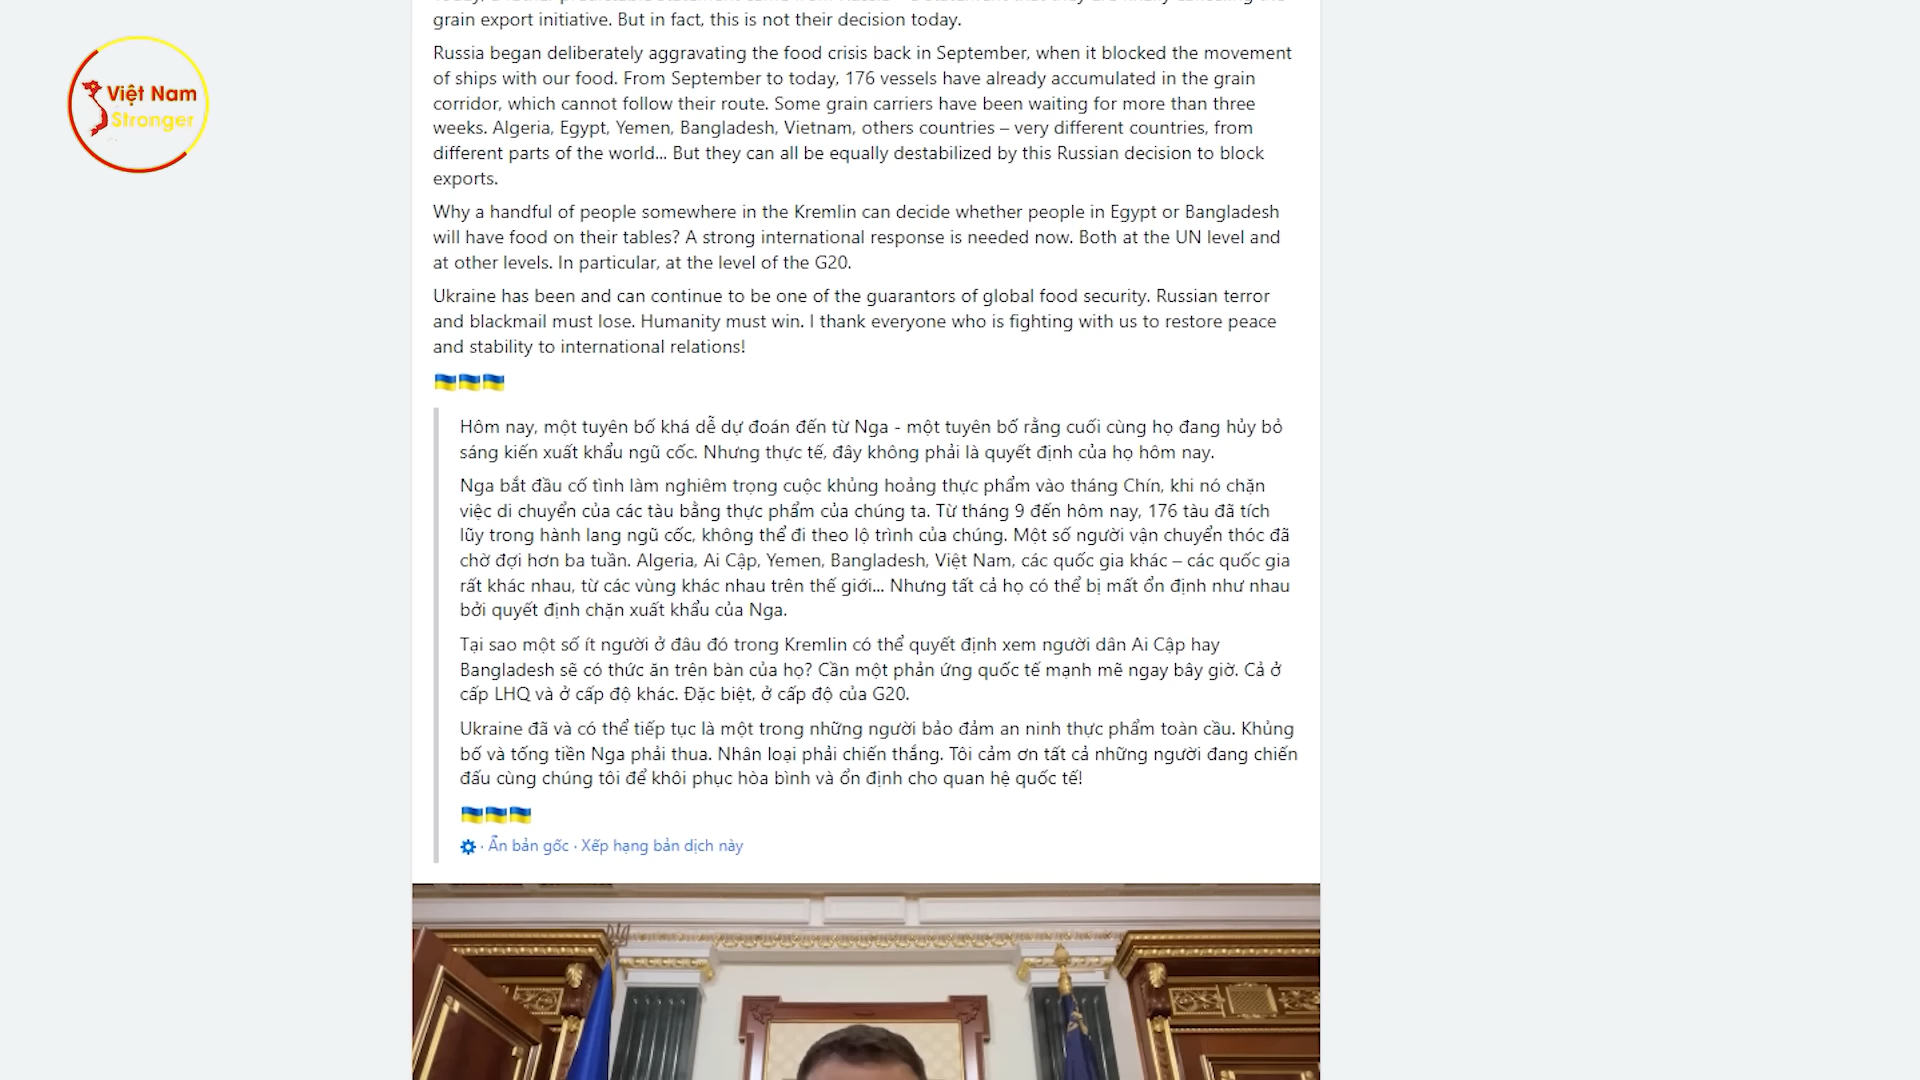 Việt Nam
Stronger
grain export initiative. But in fact, this is not their decision today.
Russia began deliberately aggravating the food crisis back in September, when it blocked the movement
of ships with our food. From September to today, 176 vessels have already accumulated in the grain
corridor, which cannot follow their route. Some grain carriers have been waiting for more than three
weeks. Algeria, Egypt, Yemen, Bangladesh, Vietnam, others countries – very different countries, from
different parts of the world... But they can all be equally destabilized by this Russian decision to block
exports.
Why a handful of people somewhere in the Kremlin can decide whether people in Egypt or Bangladesh
will have food on their tables? A strong international response is needed now. Both at the UN level and
at other levels. In particular, at the level of the G20.
Ukraine has been and can continue to be one of the guarantors of global food security. Russian terror
and blackmail must lose. Humanity must win. I thank everyone who is fighting with us to restore peace
and stability to international relations!
🇺🇦🇺🇦🇺🇦
Hôm nay, một tuyên bố khá dễ dự đoán đến từ Nga - một tuyên bố rằng cuối cùng họ đang hủy bỏ
sáng kiến xuất khẩu ngũ cốc. Nhưng thực tế, đây không phải là quyết định của họ hôm nay.
Nga bắt đầu cố tình làm nghiêm trọng cuộc khủng hoảng thực phẩm vào tháng Chín, khi nó chặn
việc di chuyển của các tàu bằng thực phẩm của chúng ta. Từ tháng 9 đến hôm nay, 176 tàu đã tích
lũy trong hành lang ngũ cốc, không thể đi theo lộ trình của chúng. Một số người vận chuyển thóc đã
chờ đợi hơn ba tuần. Algeria, Ai Cập, Yemen, Bangladesh, Việt Nam, các quốc gia khác – các quốc gia
rất khác nhau, từ các vùng khác nhau trên thế giới... Nhưng tất cả họ có thể bị mất ổn định như nhau
bởi quyết định chặn xuất khẩu của Nga.
Tại sao một số ít người ở đâu đó trong Kremlin có thể quyết định xem người dân Ai Cập hay
Bangladesh sẽ có thức ăn trên bàn của họ? Cần một phản ứng quốc tế mạnh mẽ ngay bây giờ. Cả ở
cấp LHQ và ở cấp độ khác. Đặc biệt, ở cấp độ của G20.
Ukraine đã và có thể tiếp tục là một trong những người bảo đảm an ninh thực phẩm toàn cầu. Khủng
bố và tống tiền Nga phải thua. Nhân loại phải chiến thắng. Tôi cảm ơn tất cả những người đang chiến
đấu cùng chúng tôi để khôi phục hòa bình và ổn định cho quan hệ quốc tế!
🇺🇦🇺🇦🇺🇦
· Ẩn bản gốc · Xếp hạng bản dịch này